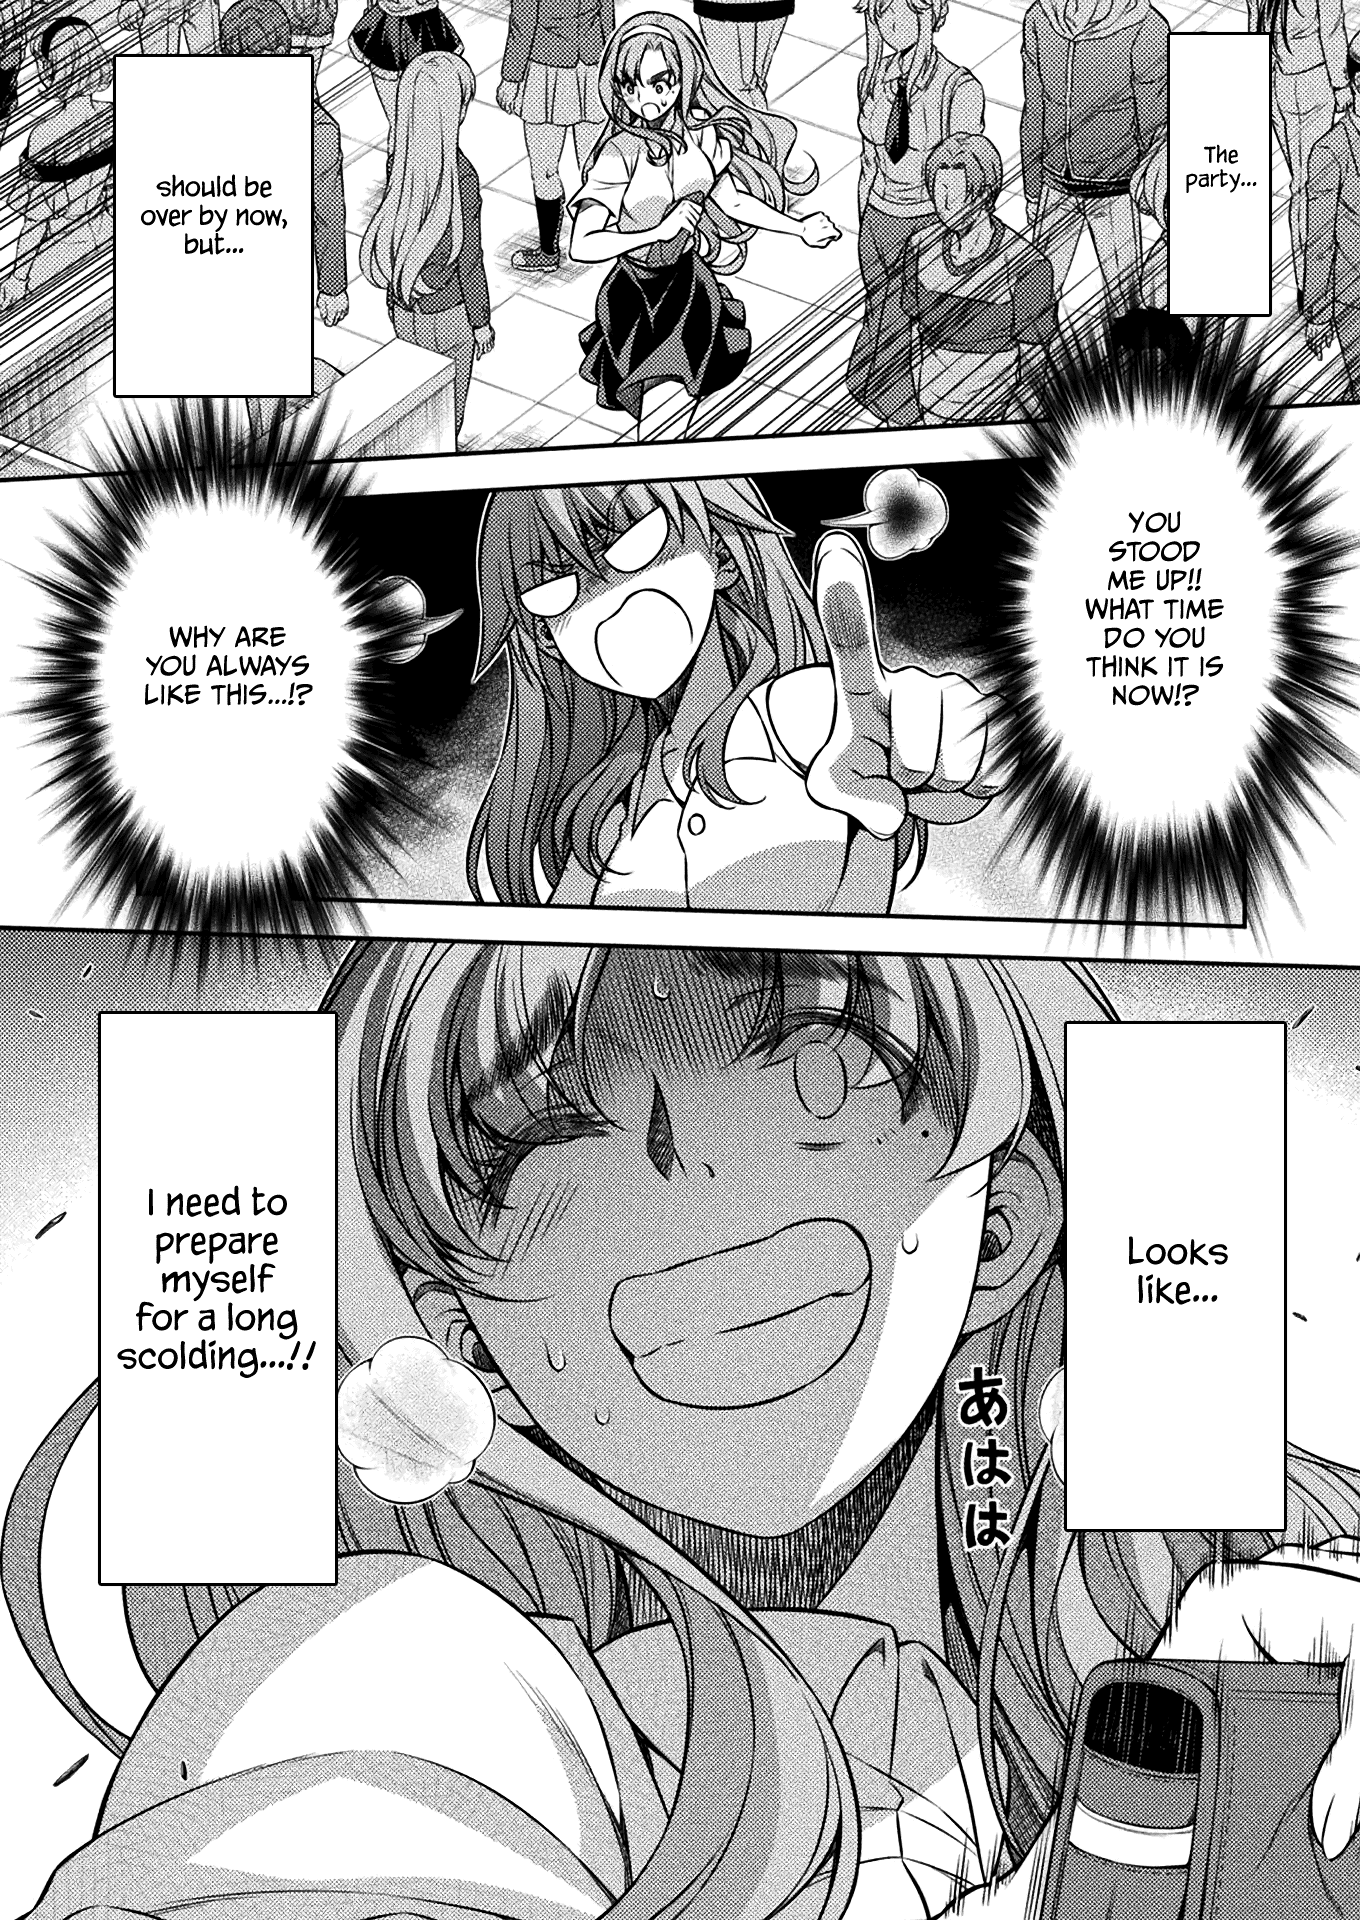 The
party...
should be
over by now,
but...
YOU
STOOD
ME UP!!
WHAT TIME
DO YOU
THINK IT IS
NOW!?
WHY ARE
YOU ALWAYS
LIKE THIS...!?
Looks
like...
あはは
I need to
prepare
myself
for a long
scolding...!!